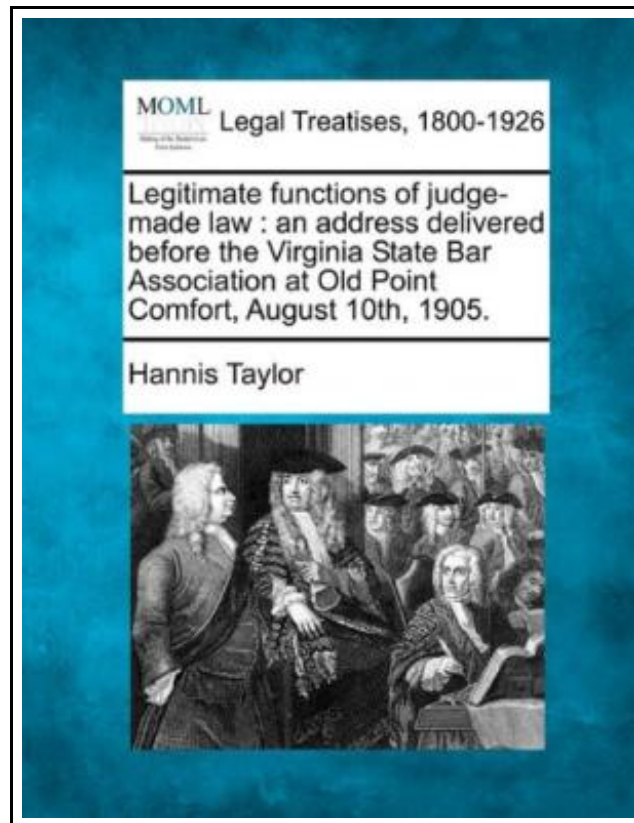 MOML
Legal Treatises, 1800-1926
Legitimate functions of judge-
made law : an address delivered
before the Virginia State Bar
Association at Old Point
Comfort, August 10th, 1905.
Hannis Taylor